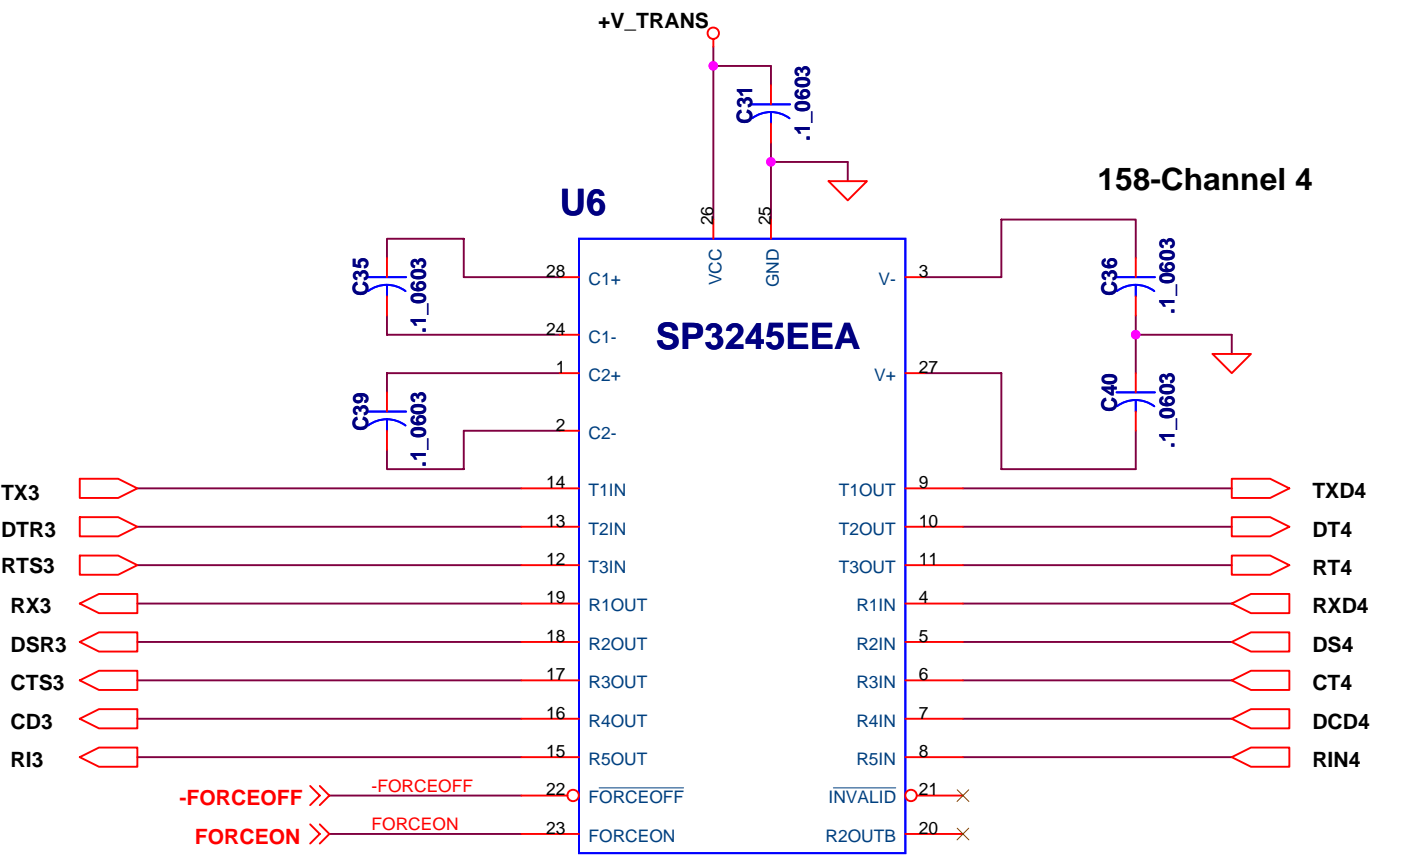 +V_TRANS
C31
.1_0603
158-Channel 4
U6
26
25
VCC
GND
SP3245EEA
C35
.1_0603
28
C1+
24
C1-
C39
.1_0603
1
C2+
2
C2-
V-
3
C36
.1_0603
V+
27
C40
.1_0603
TX3
14
T1IN
T1OUT
9
TXD4
DTR3
13
T2IN
T2OUT
10
DT4
RTS3
12
T3IN
T3OUT
11
RT4
RX3
19
R1OUT
R1IN
4
RXD4
DSR3
18
R2OUT
R2IN
5
DS4
CTS3
17
R3OUT
R3IN
6
CT4
CD3
16
R4OUT
R4IN
7
DCD4
RI3
15
R5OUT
R5IN
8
RIN4
-FORCEOFF
-FORCEOFF
22
FORCEOFF
INVALID
21
FORCEON
FORCEON
23
FORCEON
R2OUTB
20